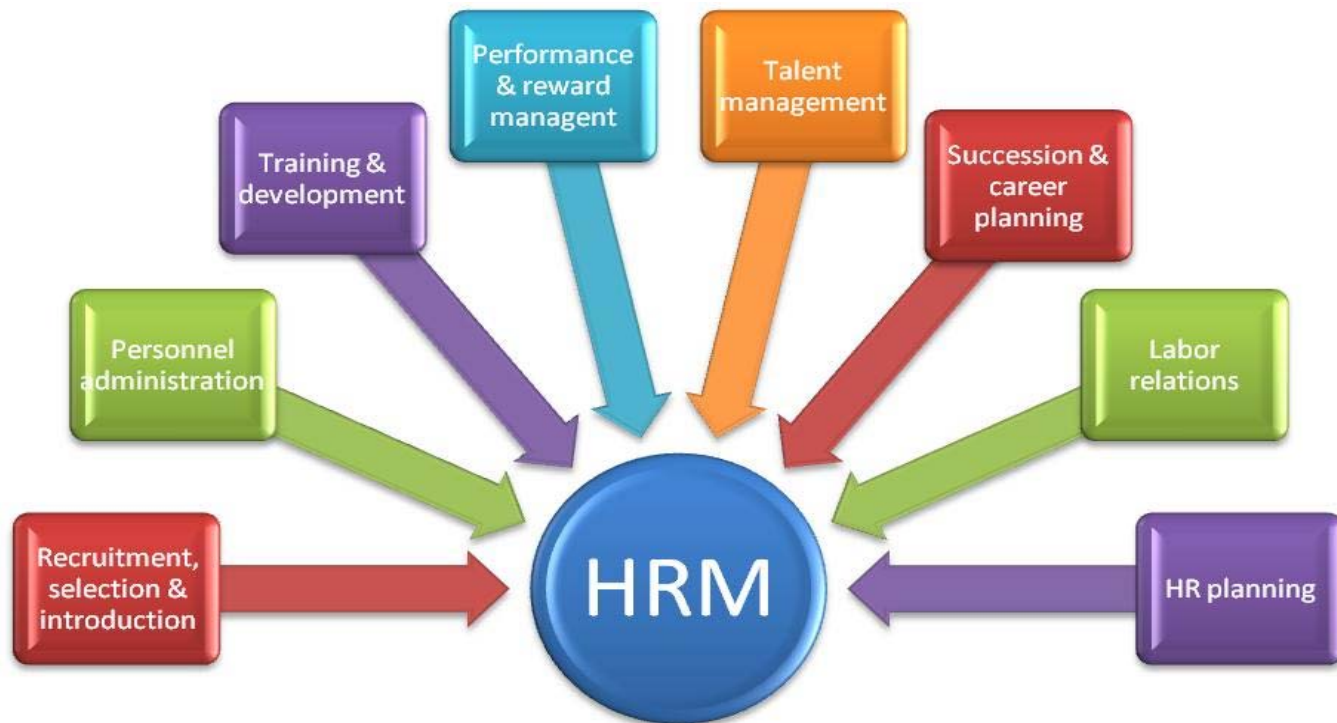 Performance
& reward
managent
Talent
management
Training &
development
Succession &
career
planning
Personnel
administration
Labor
relations
Recruitment,
selection &
introduction
HRM
HR planning